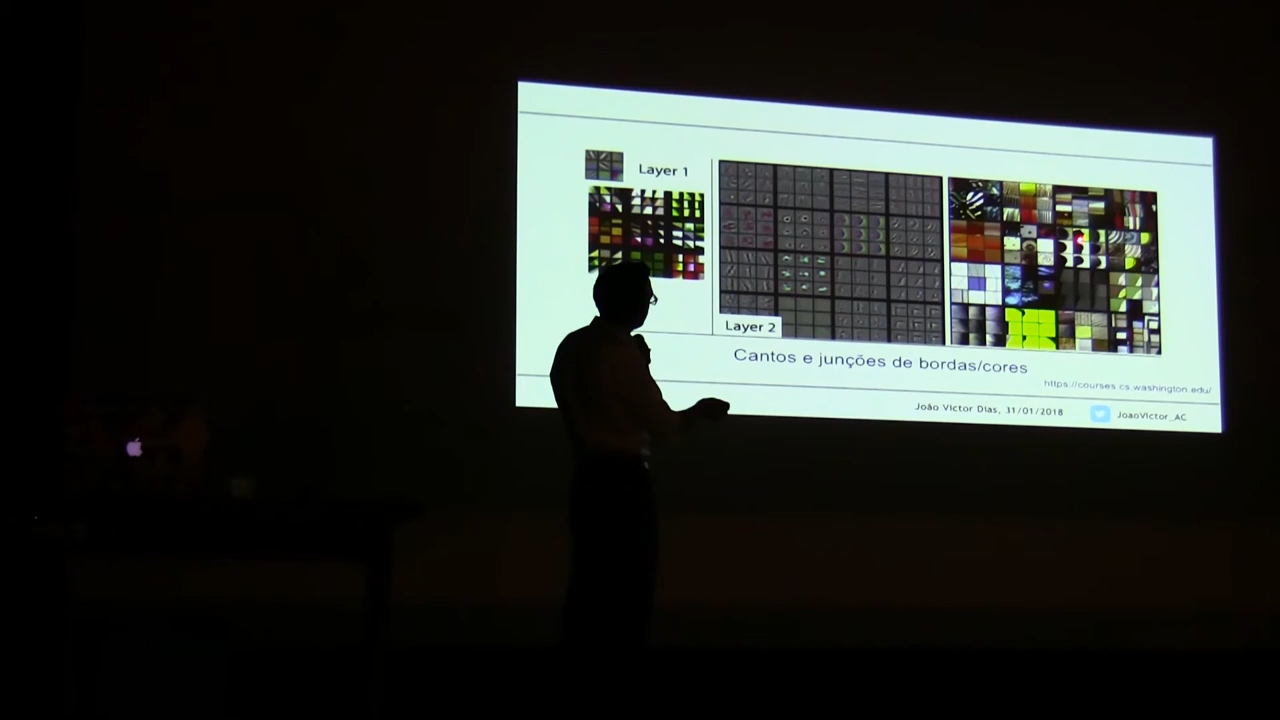 Layer 1
Layer 2
Cantos e junções de bordas/cores
https://courses.cs.washington.edu/
João Victor Dias, 31/01/2018
JoaoVictor_AC